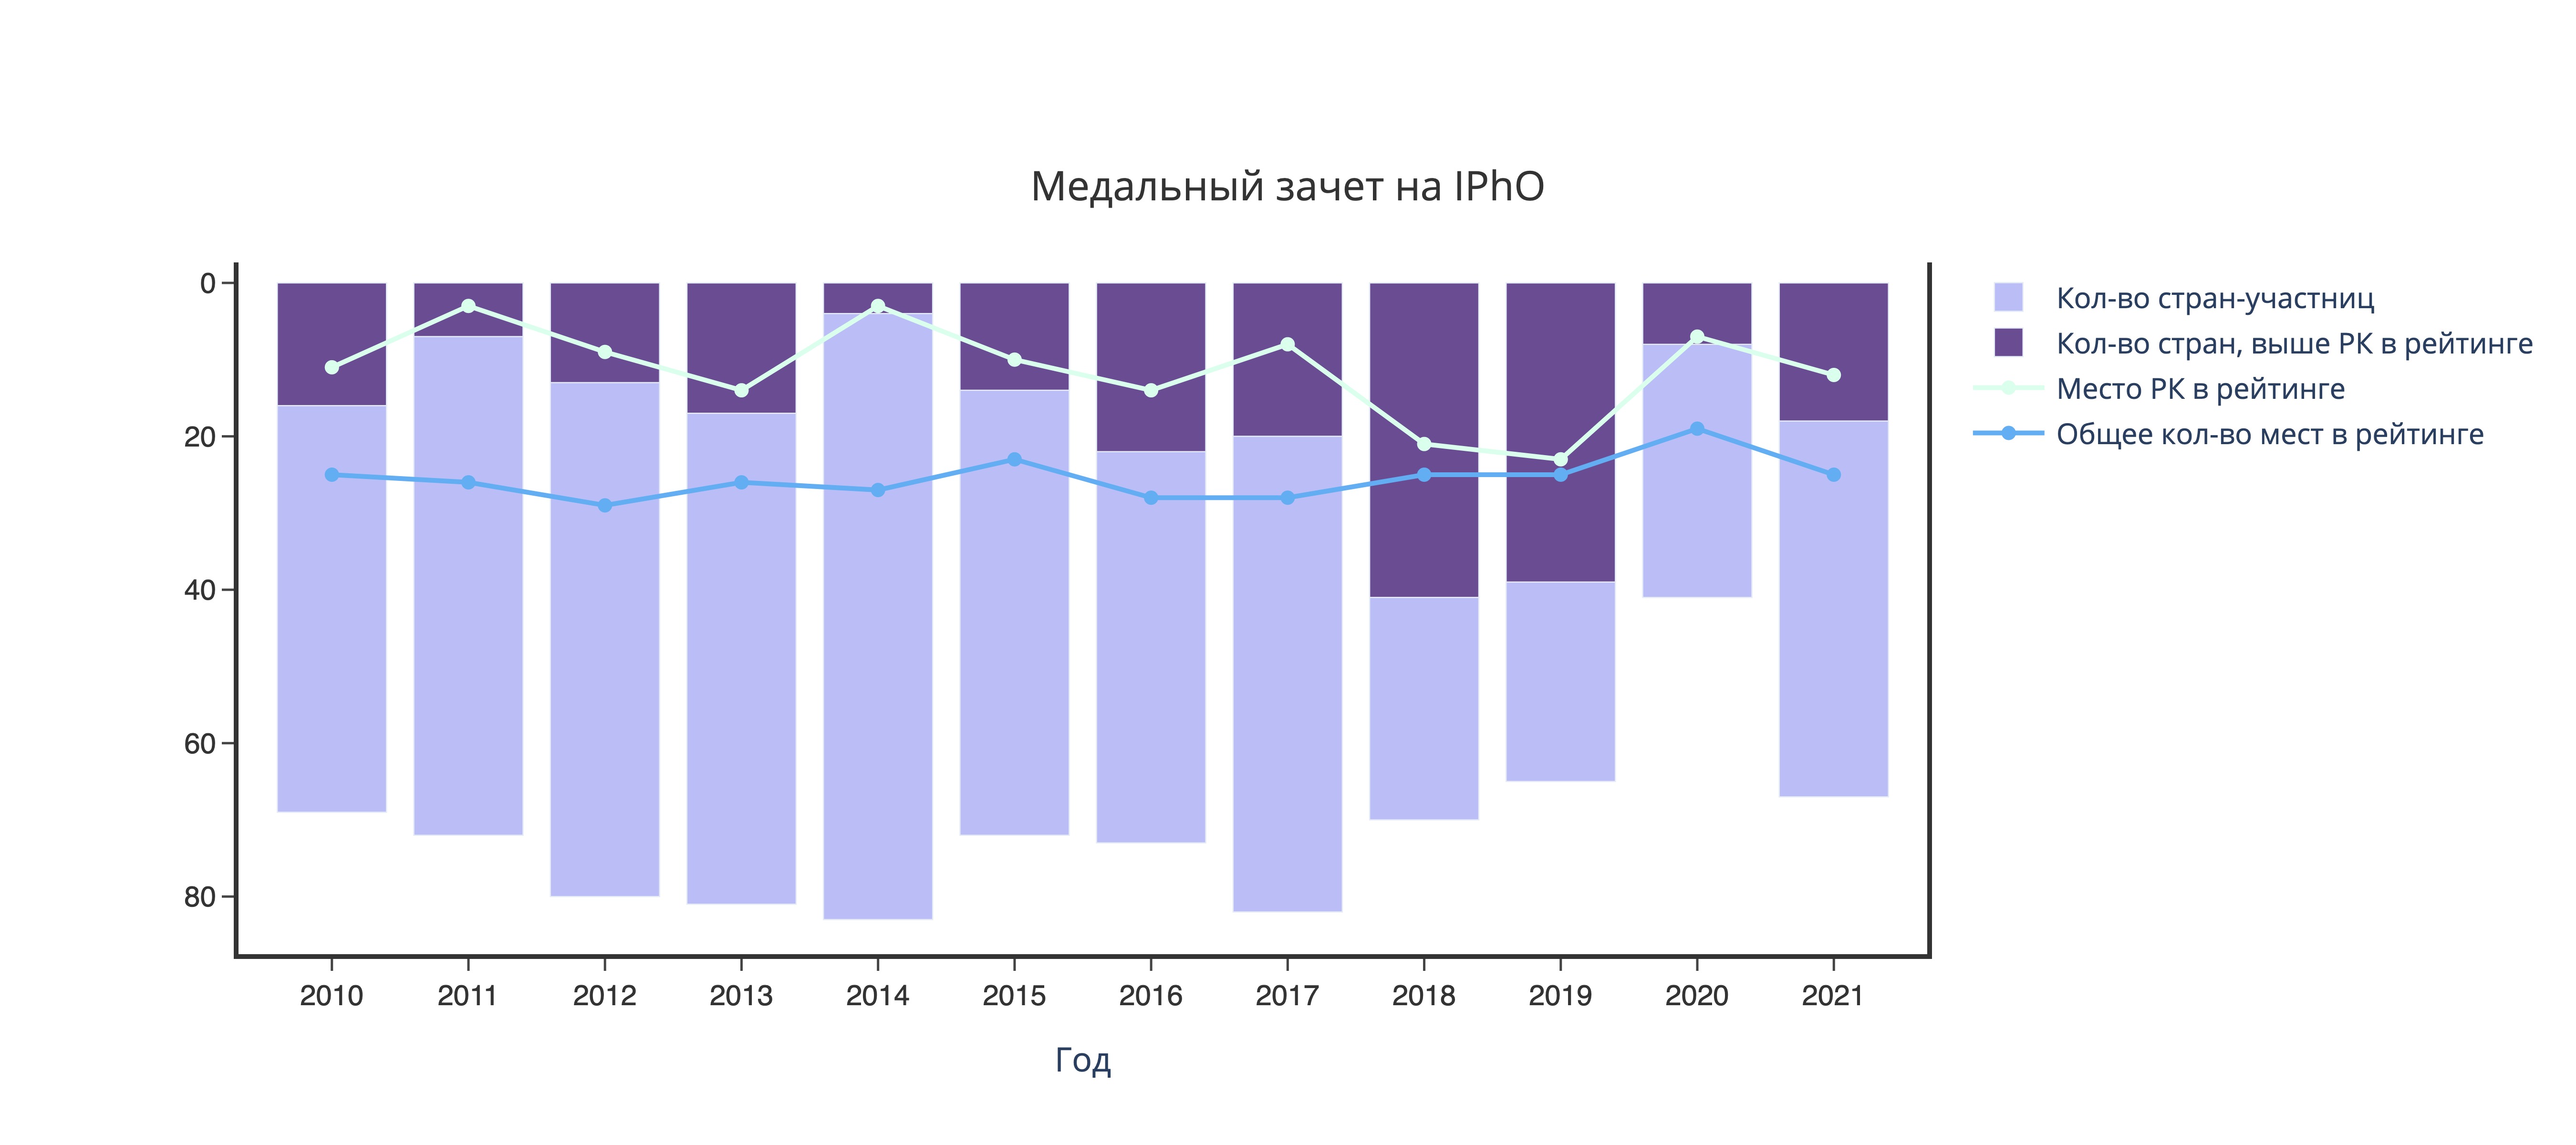 Медальный зачет на IPhO
0
20
40
60
80
2010 2011 2012 2013 2014 2015 2016 2017 2018 2019 2020 2021
Год
Кол-во стран-участниц
Кол-во стран, выше РК в рейтинге
Место РК в рейтинге
Общее кол-во мест в рейтинге